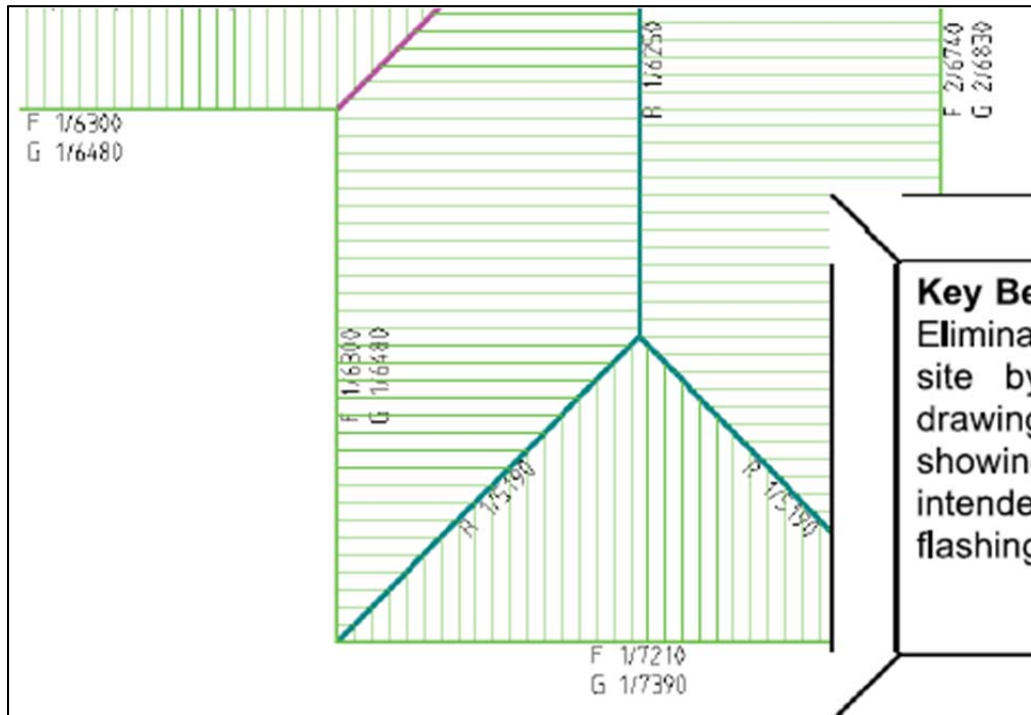 F 1/6300
G 1/6480
R 1/6250
F 2/6740
G 2/6830
F 1/6300
G 1/6480
R 1/5190
R 1/5190
F 1/7210
G 1/7390
Key Be
Elimina
site by
drawing
showin
intende
flashing